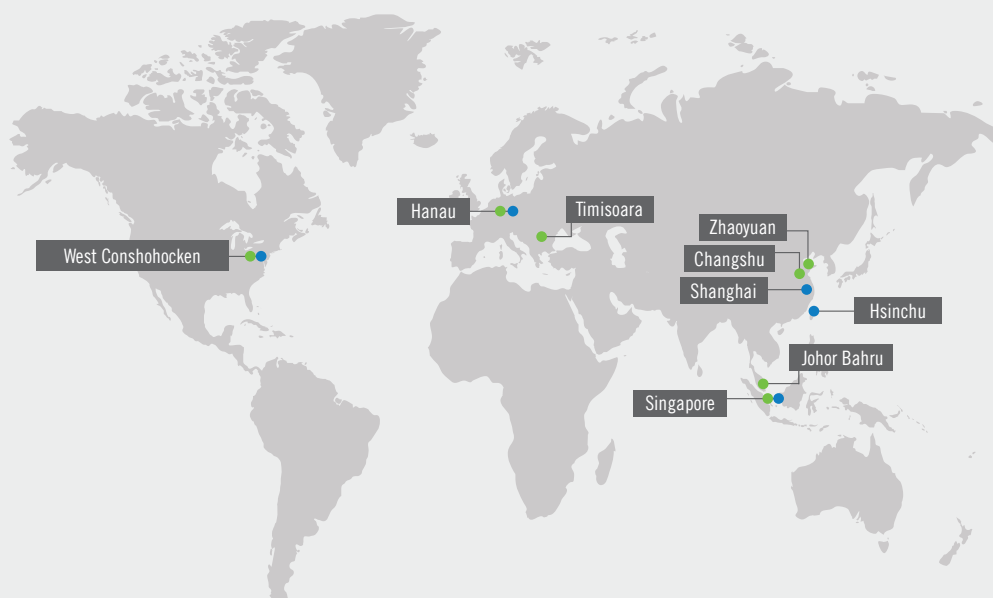 Hanau
Timisoara
Zhaoyuan
West Conshohocken
Changshu
Shanghai
Hsinchu
Johor Bahru
Singapore